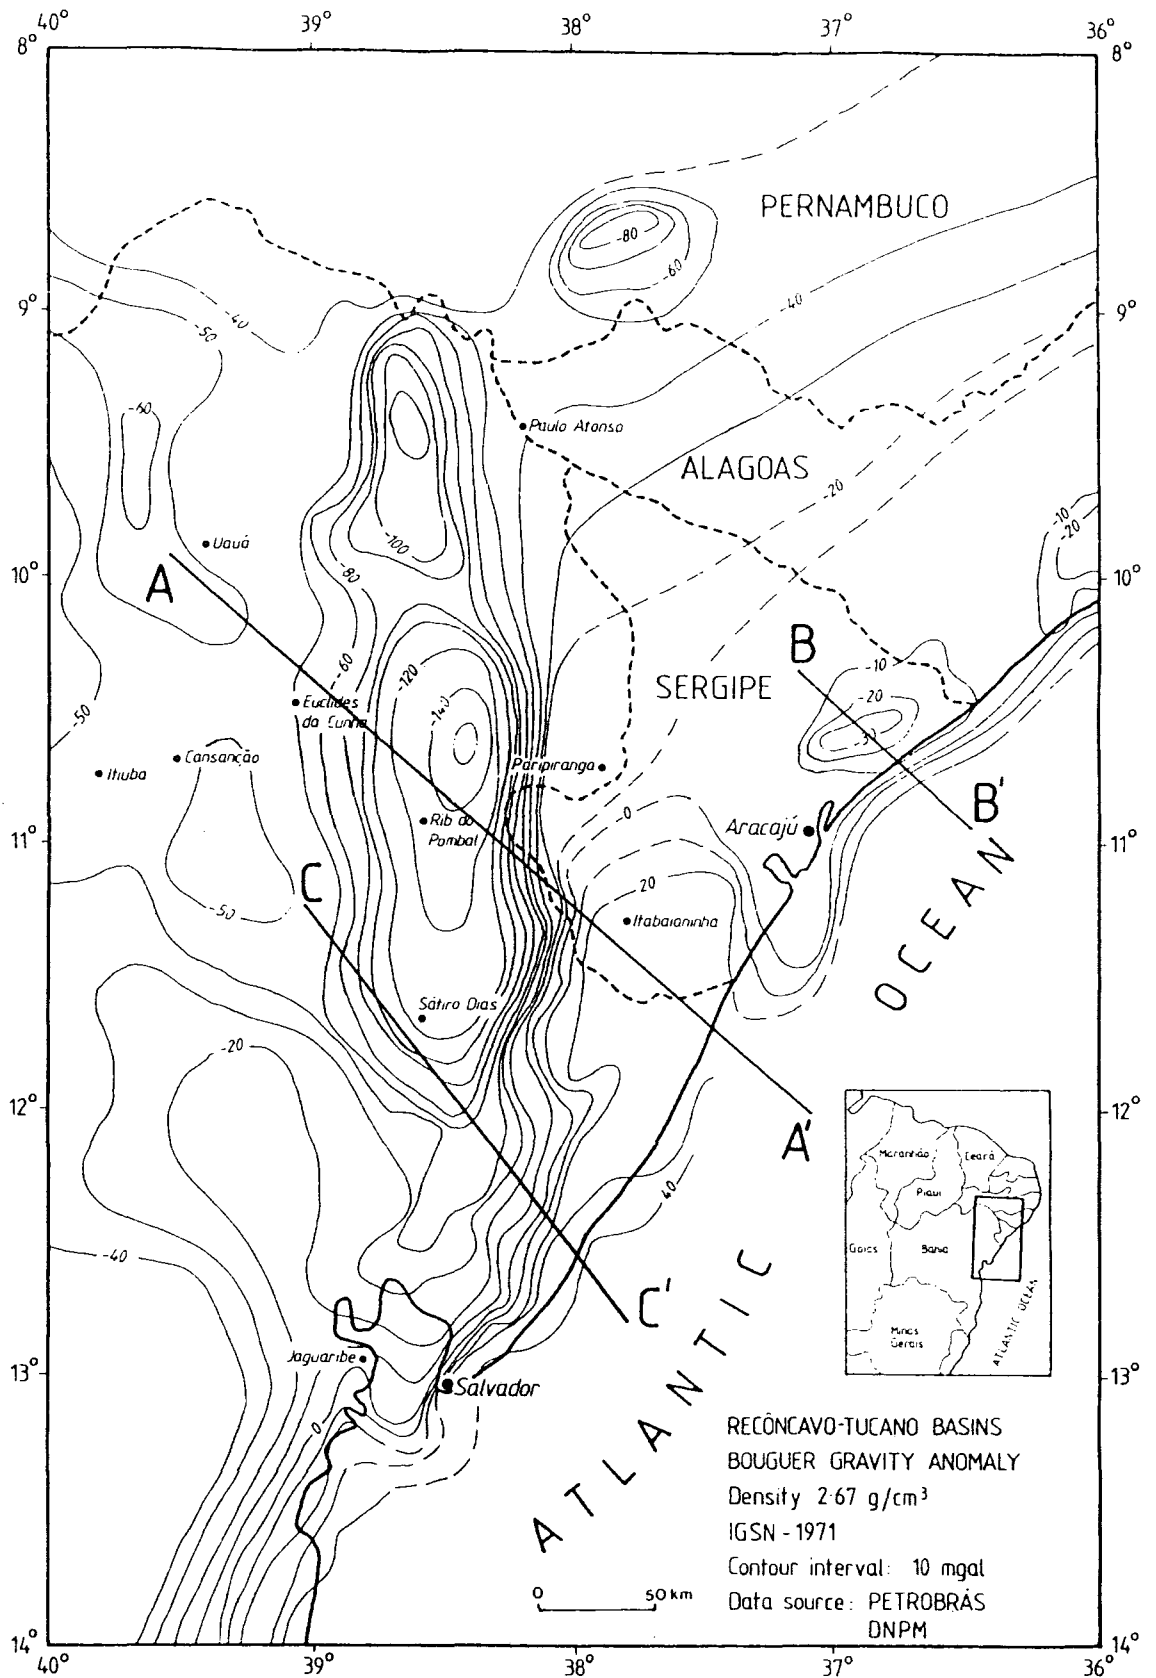 40° 39° 38° 37° 36°
8° 8°
PERNAMBUCO
-80
-60
-40
9° 9°
-40
-50
-60
Paulo Afonso
ALAGOAS
-20
-10
-20
-100
Uauá
-80
10° 10°
A
B
-10
-60
-120
SERGIPE
-20
-140
Euclides
da Cunha
-30
-50
Cansanção
Paripiranga
Itiuba
B'
0
Rib do
Pombal
Aracajú
11° 11°
C
20
-50
Itabaianinha
Sátiro Dias
OCEAN
-20
12° 12°
A'
40
-40
C'
Maranhão
Ceará
Piauí
Goias
Bahia
Minas
Gerais
ATLANTIC OCEAN
ATLANTIC
13° 13°
Jaguaribe
Salvador
0
RECÔNCAVO-TUCANO BASINS
BOUGUER GRAVITY ANOMALY
Density 2·67 g/cm³
IGSN - 1971
Contour interval: 10 mgal
Data source: PETROBRÁS
DNPM
0 50 km
14° 14°
40° 39° 38° 37° 36°